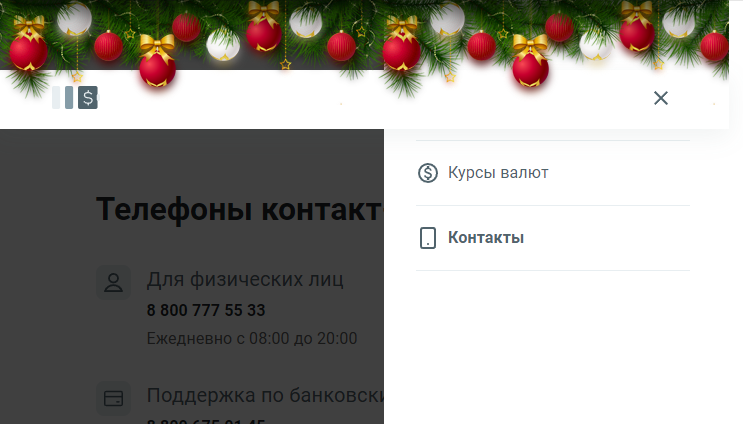 Курсы валют
Контакты
Телефоны контакт
Для физических лиц
8 800 777 55 33
Ежедневно с 08:00 до 20:00
Поддержка по банковски